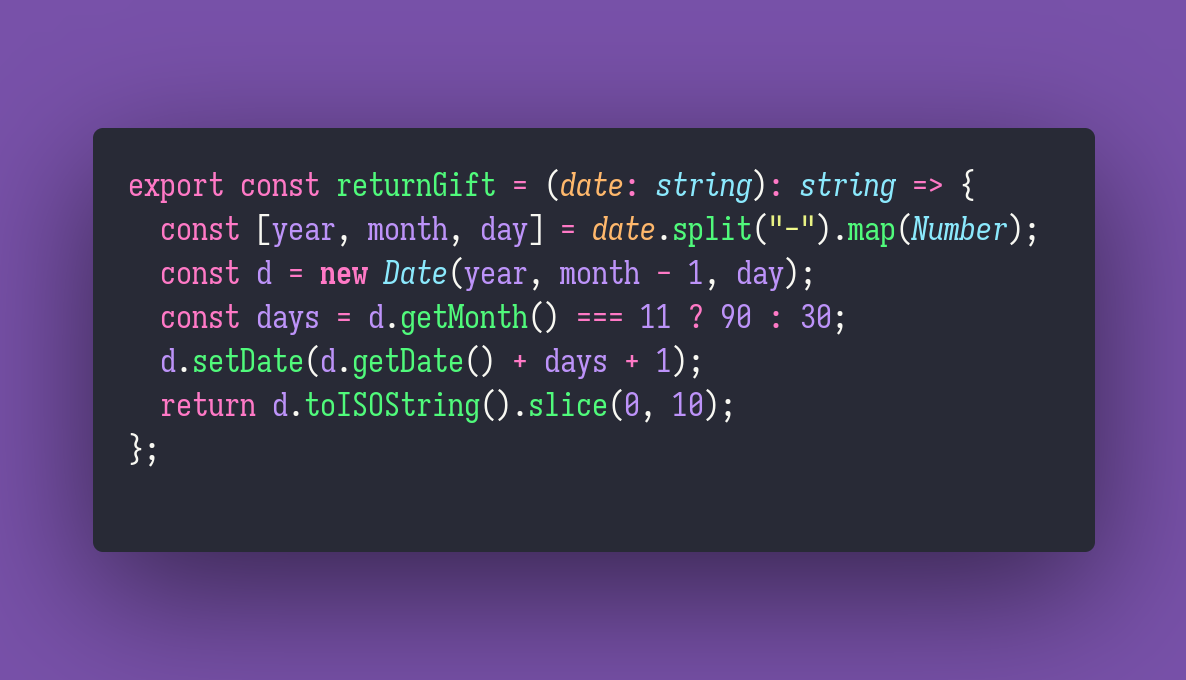 export const returnGift = (date: string): string => {
  const [year, month, day] = date.split("-").map(Number);
  const d = new Date(year, month - 1, day);
  const days = d.getMonth() === 11 ? 90 : 30;
  d.setDate(d.getDate() + days + 1);
  return d.toISOString().slice(0, 10);
};